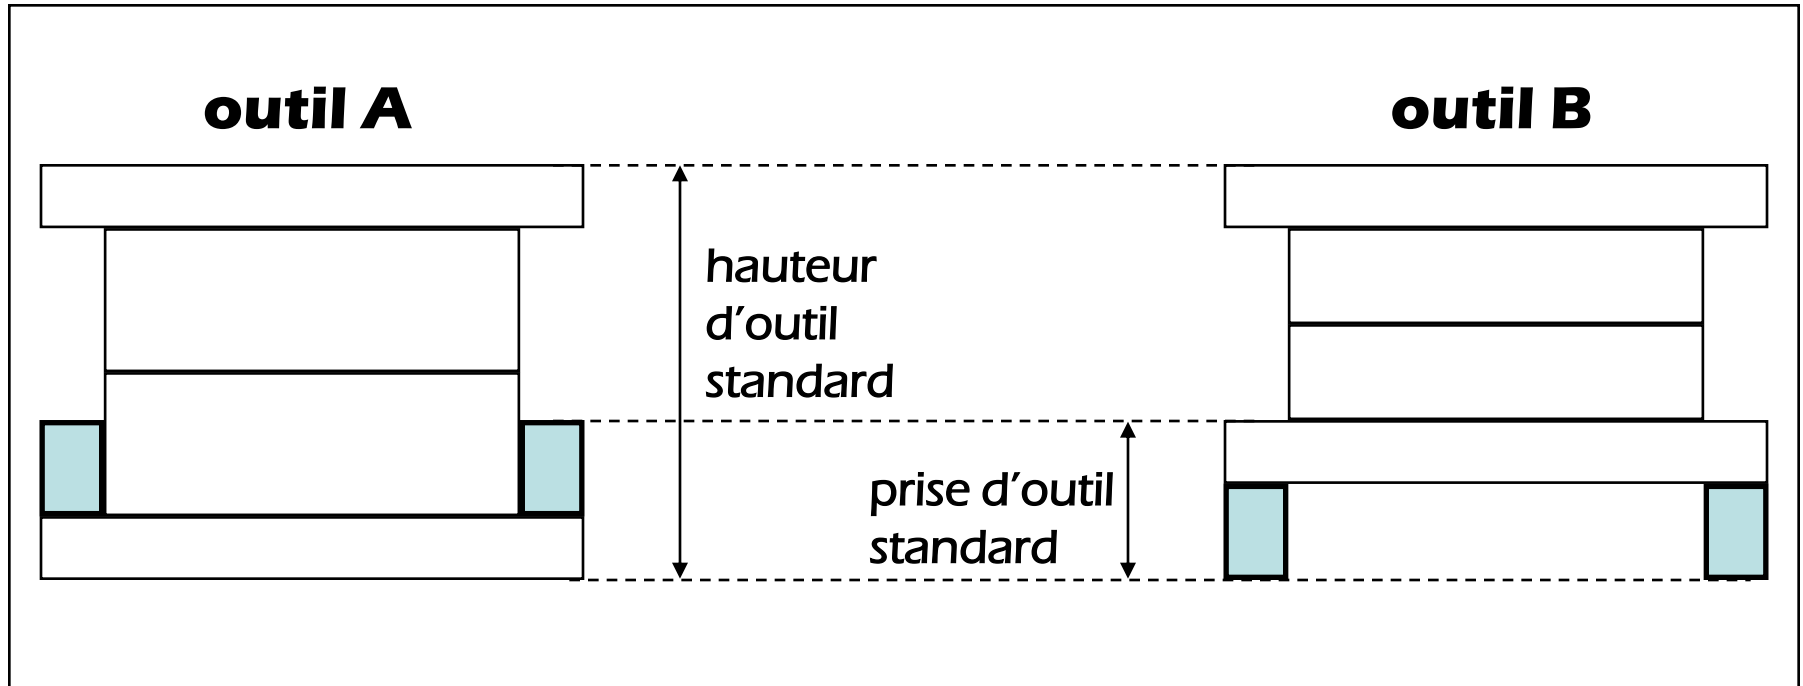 outil A
outil B
hauteur
d’outil
standard
prise d’outil
standard